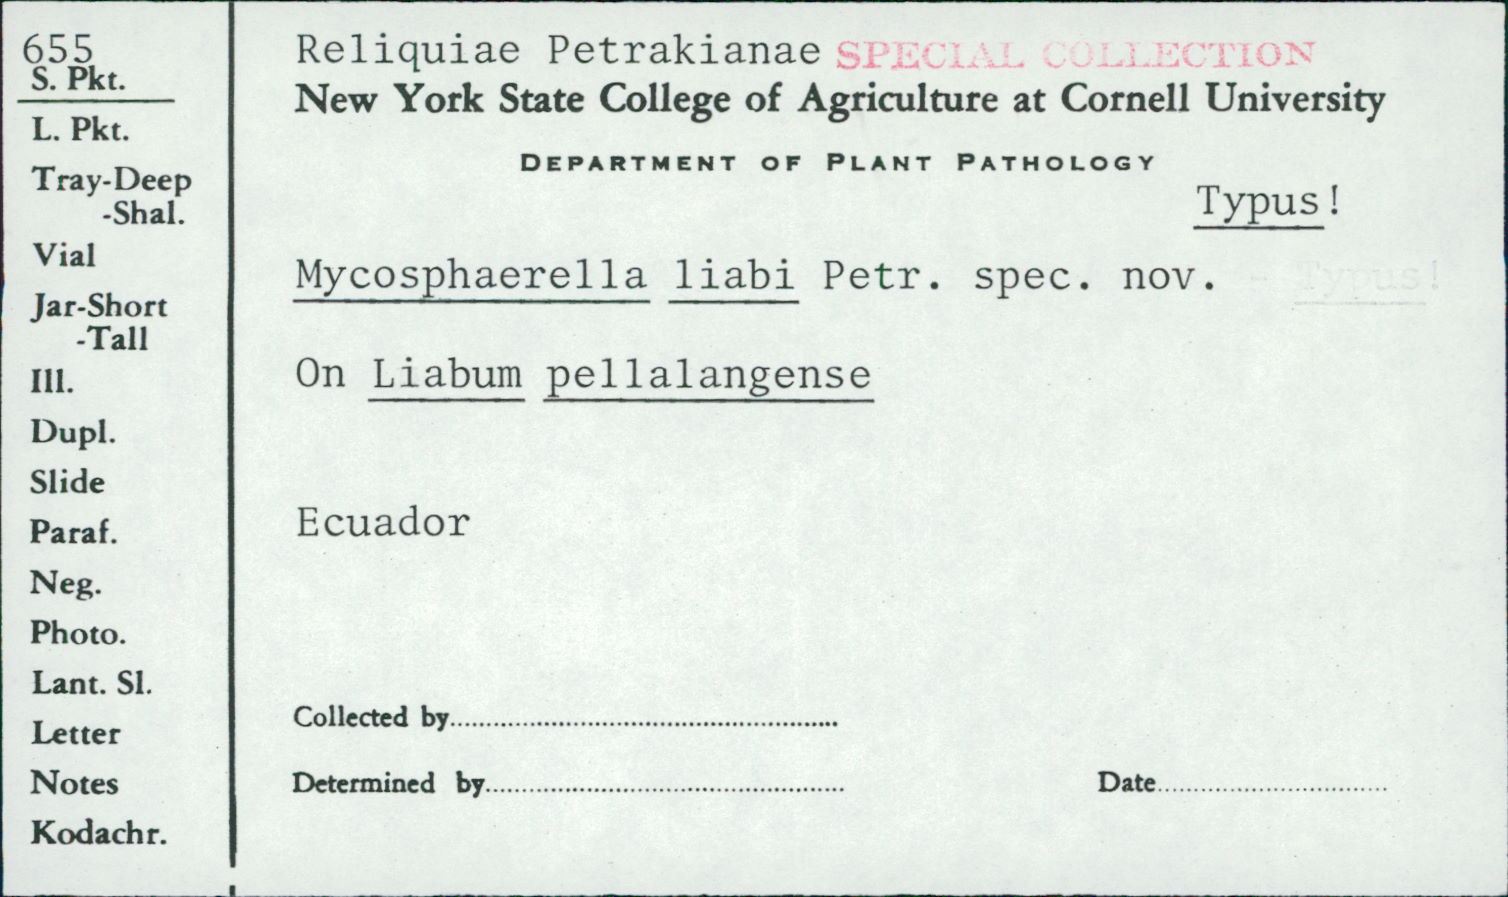 655
S. Pkt.
L. Pkt.
Tray-Deep
-Shal.
Vial
Jar-Short
-Tall
Ill.
Dupl.
Slide
Paraf.
Neg.
Photo.
Lant. Sl.
Letter
Notes
Kodachr.
Reliquiae Petrakianae SPECIAL COLLECTION
New York State College of Agriculture at Cornell University
DEPARTMENT OF PLANT PATHOLOGY
Typus!
Mycosphaerella liabi Petr. spec. nov. - Typus!
On Liabum pellalangense
Ecuador
Collected by
Determined by
Date